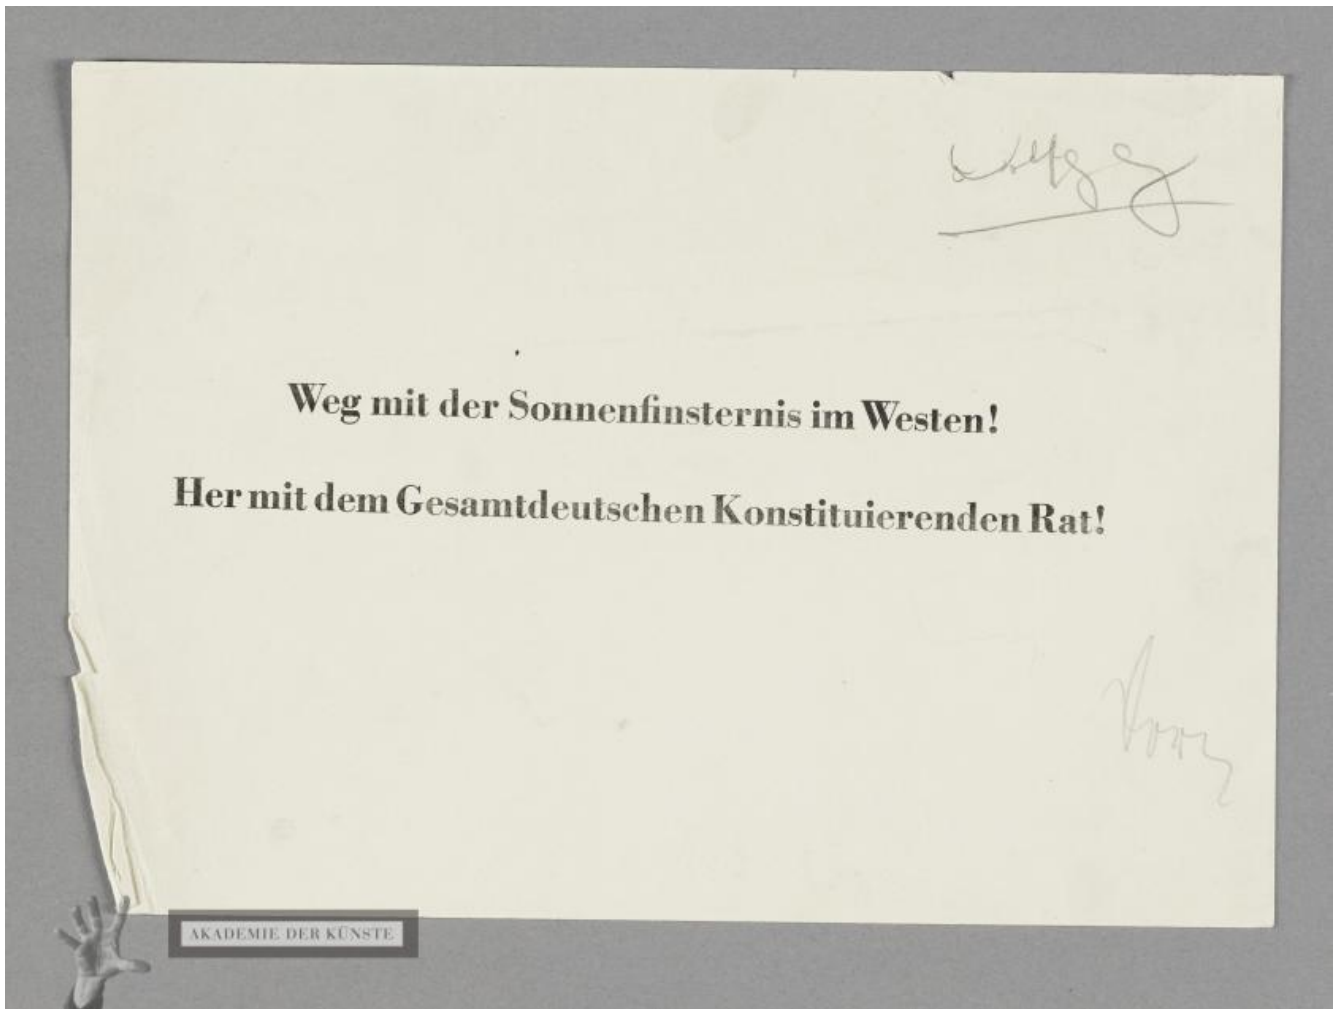 Weg mit der Sonnenfinsternis im Westen!
Her mit dem Gesamtdeutschen Konstituierenden Rat!
AKADEMIE DER KÜNSTE